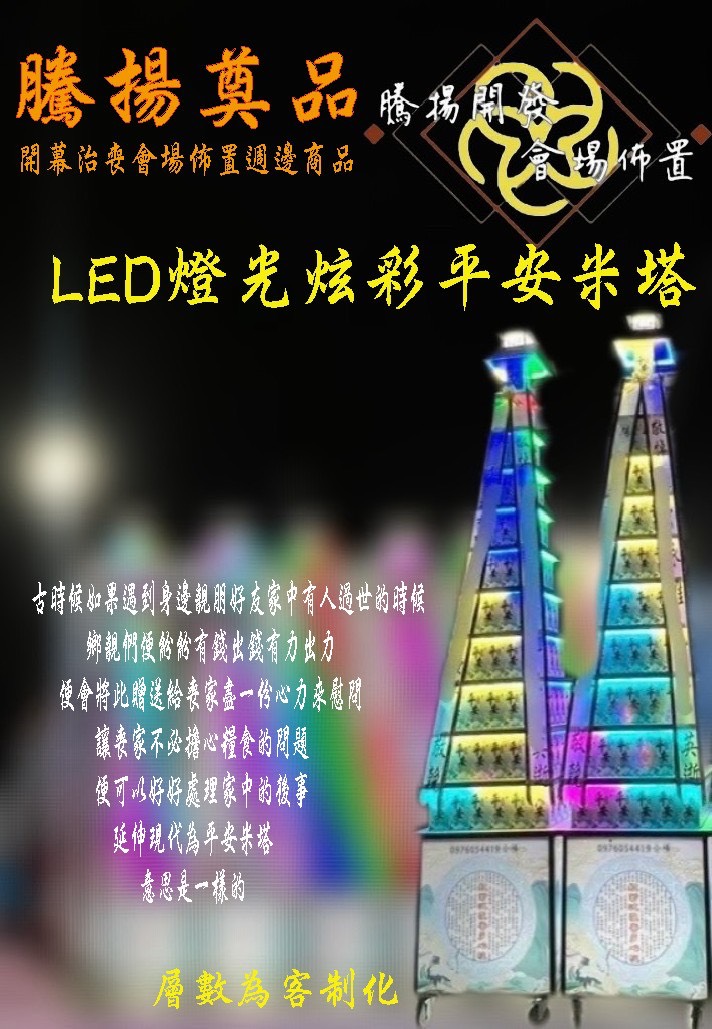 騰揚奠品
開幕治喪會場佈置週邊商品
騰揚開發
會場佈置
LED燈光炫彩平安米塔
古時候如果遇到身邊親朋好友家中有人過世的時候
鄉親們便紛紛有錢出錢有力出力
便會將此贈送給喪家盡一份心力來慰問
讓喪家不必擔心糧食的問題
便可以好好處理家中的後事
延伸現代為平安米塔
意思是一樣的
層數為客制化